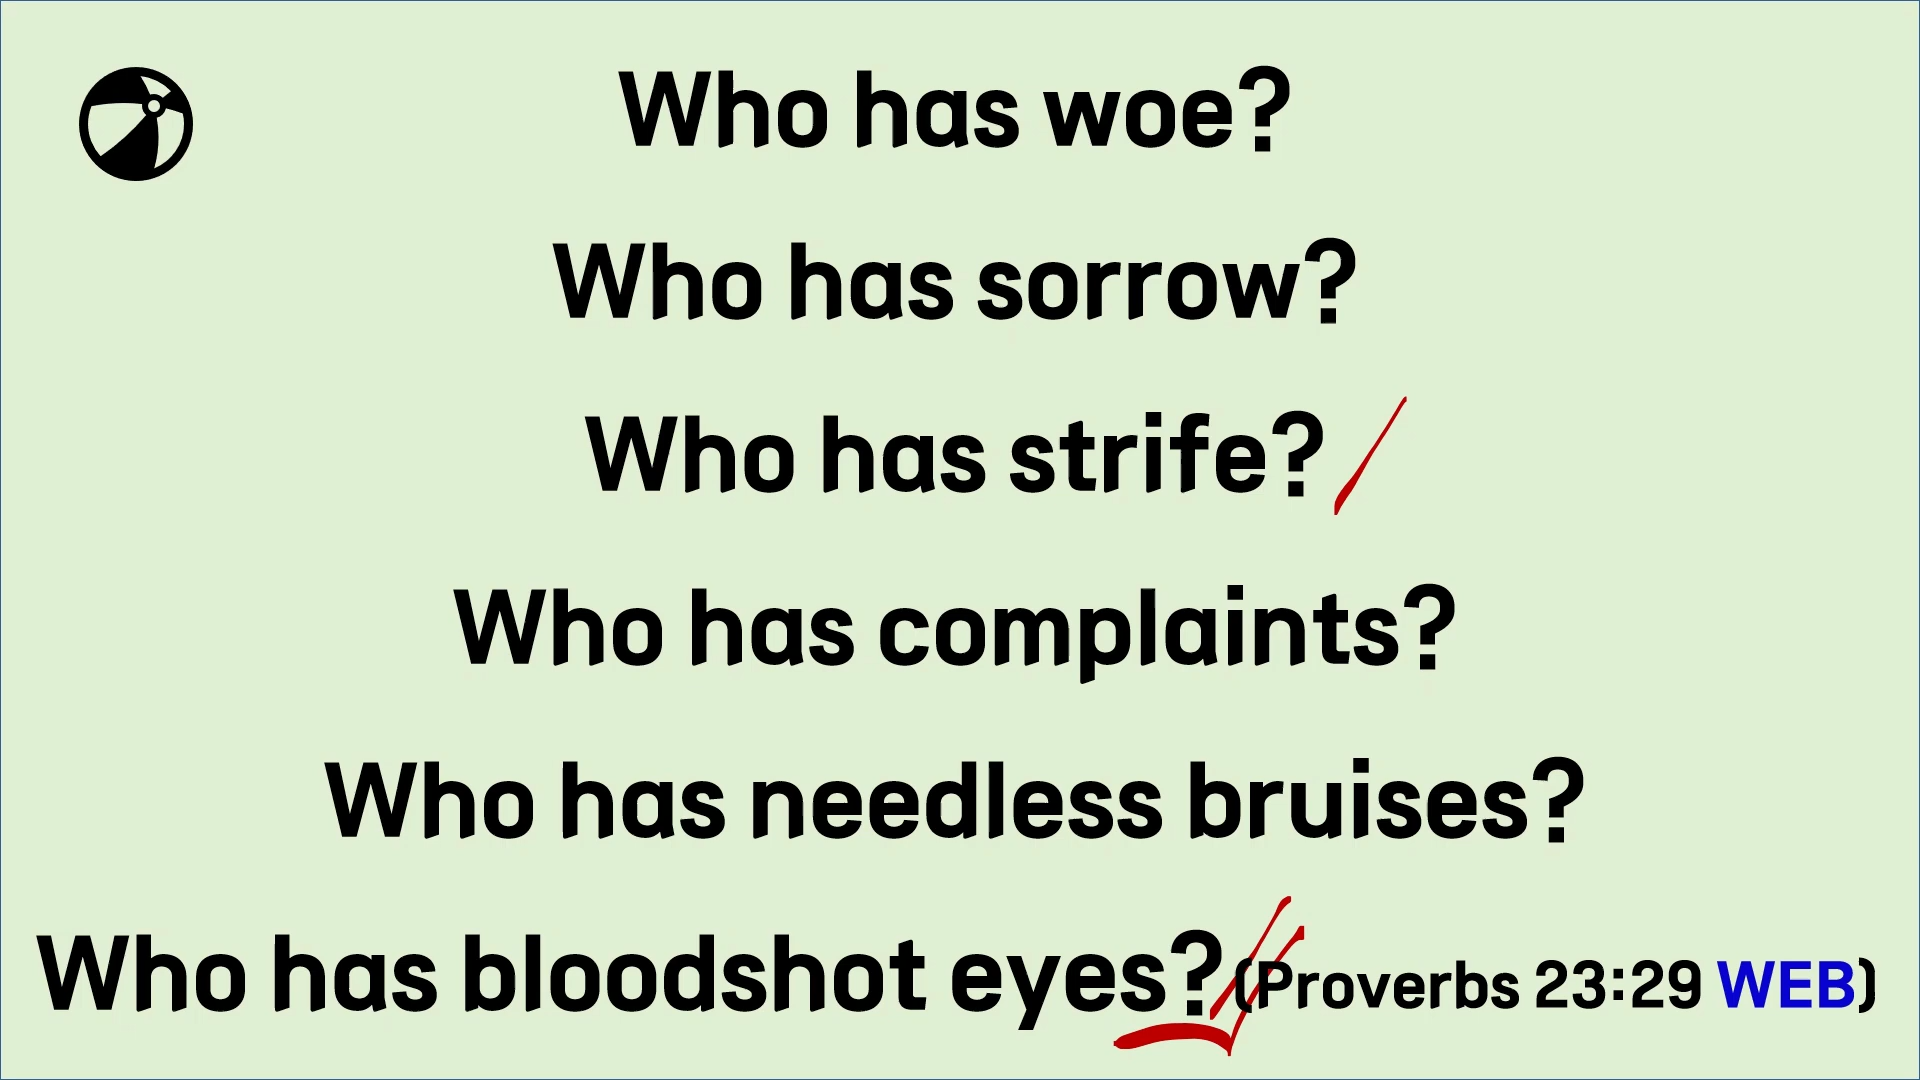 Who has woe?
Who has sorrow?
Who has strife?
Who has complaints?
Who has needless bruises?
Who has bloodshot eyes? (Proverbs 23:29 WEB)